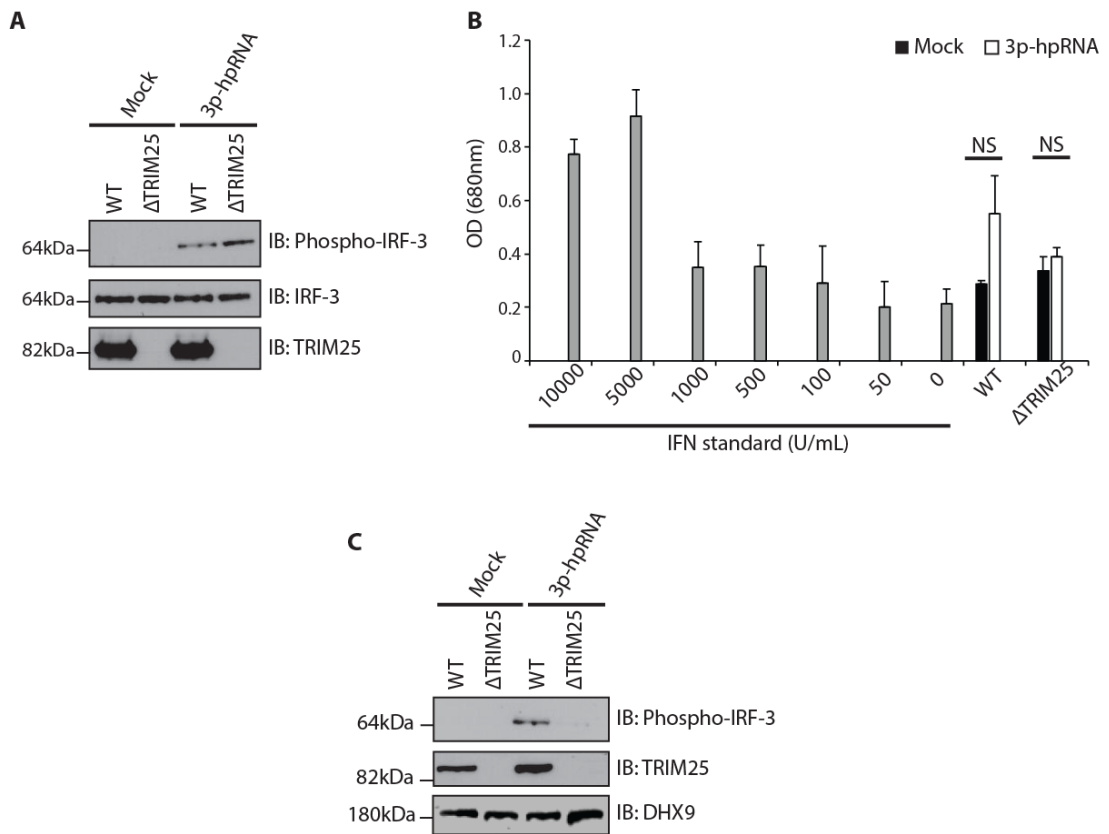 A
Mock
3p-hpRNA
WT
ΔTRIM25
WT
ΔTRIM25
64kDa
IB: Phospho-IRF-3
64kDa
IB: IRF-3
82kDa
IB: TRIM25
B
Mock
3p-hpRNA
OD (680nm)
1.2
1.0
0.8
0.6
0.4
0.2
0
NS
NS
10000
5000
1000
500
100
50
0
WT
ΔTRIM25
IFN standard (U/mL)
C
Mock
3p-hpRNA
WT
ΔTRIM25
WT
ΔTRIM25
64kDa
IB: Phospho-IRF-3
82kDa
IB: TRIM25
180kDa
IB: DHX9